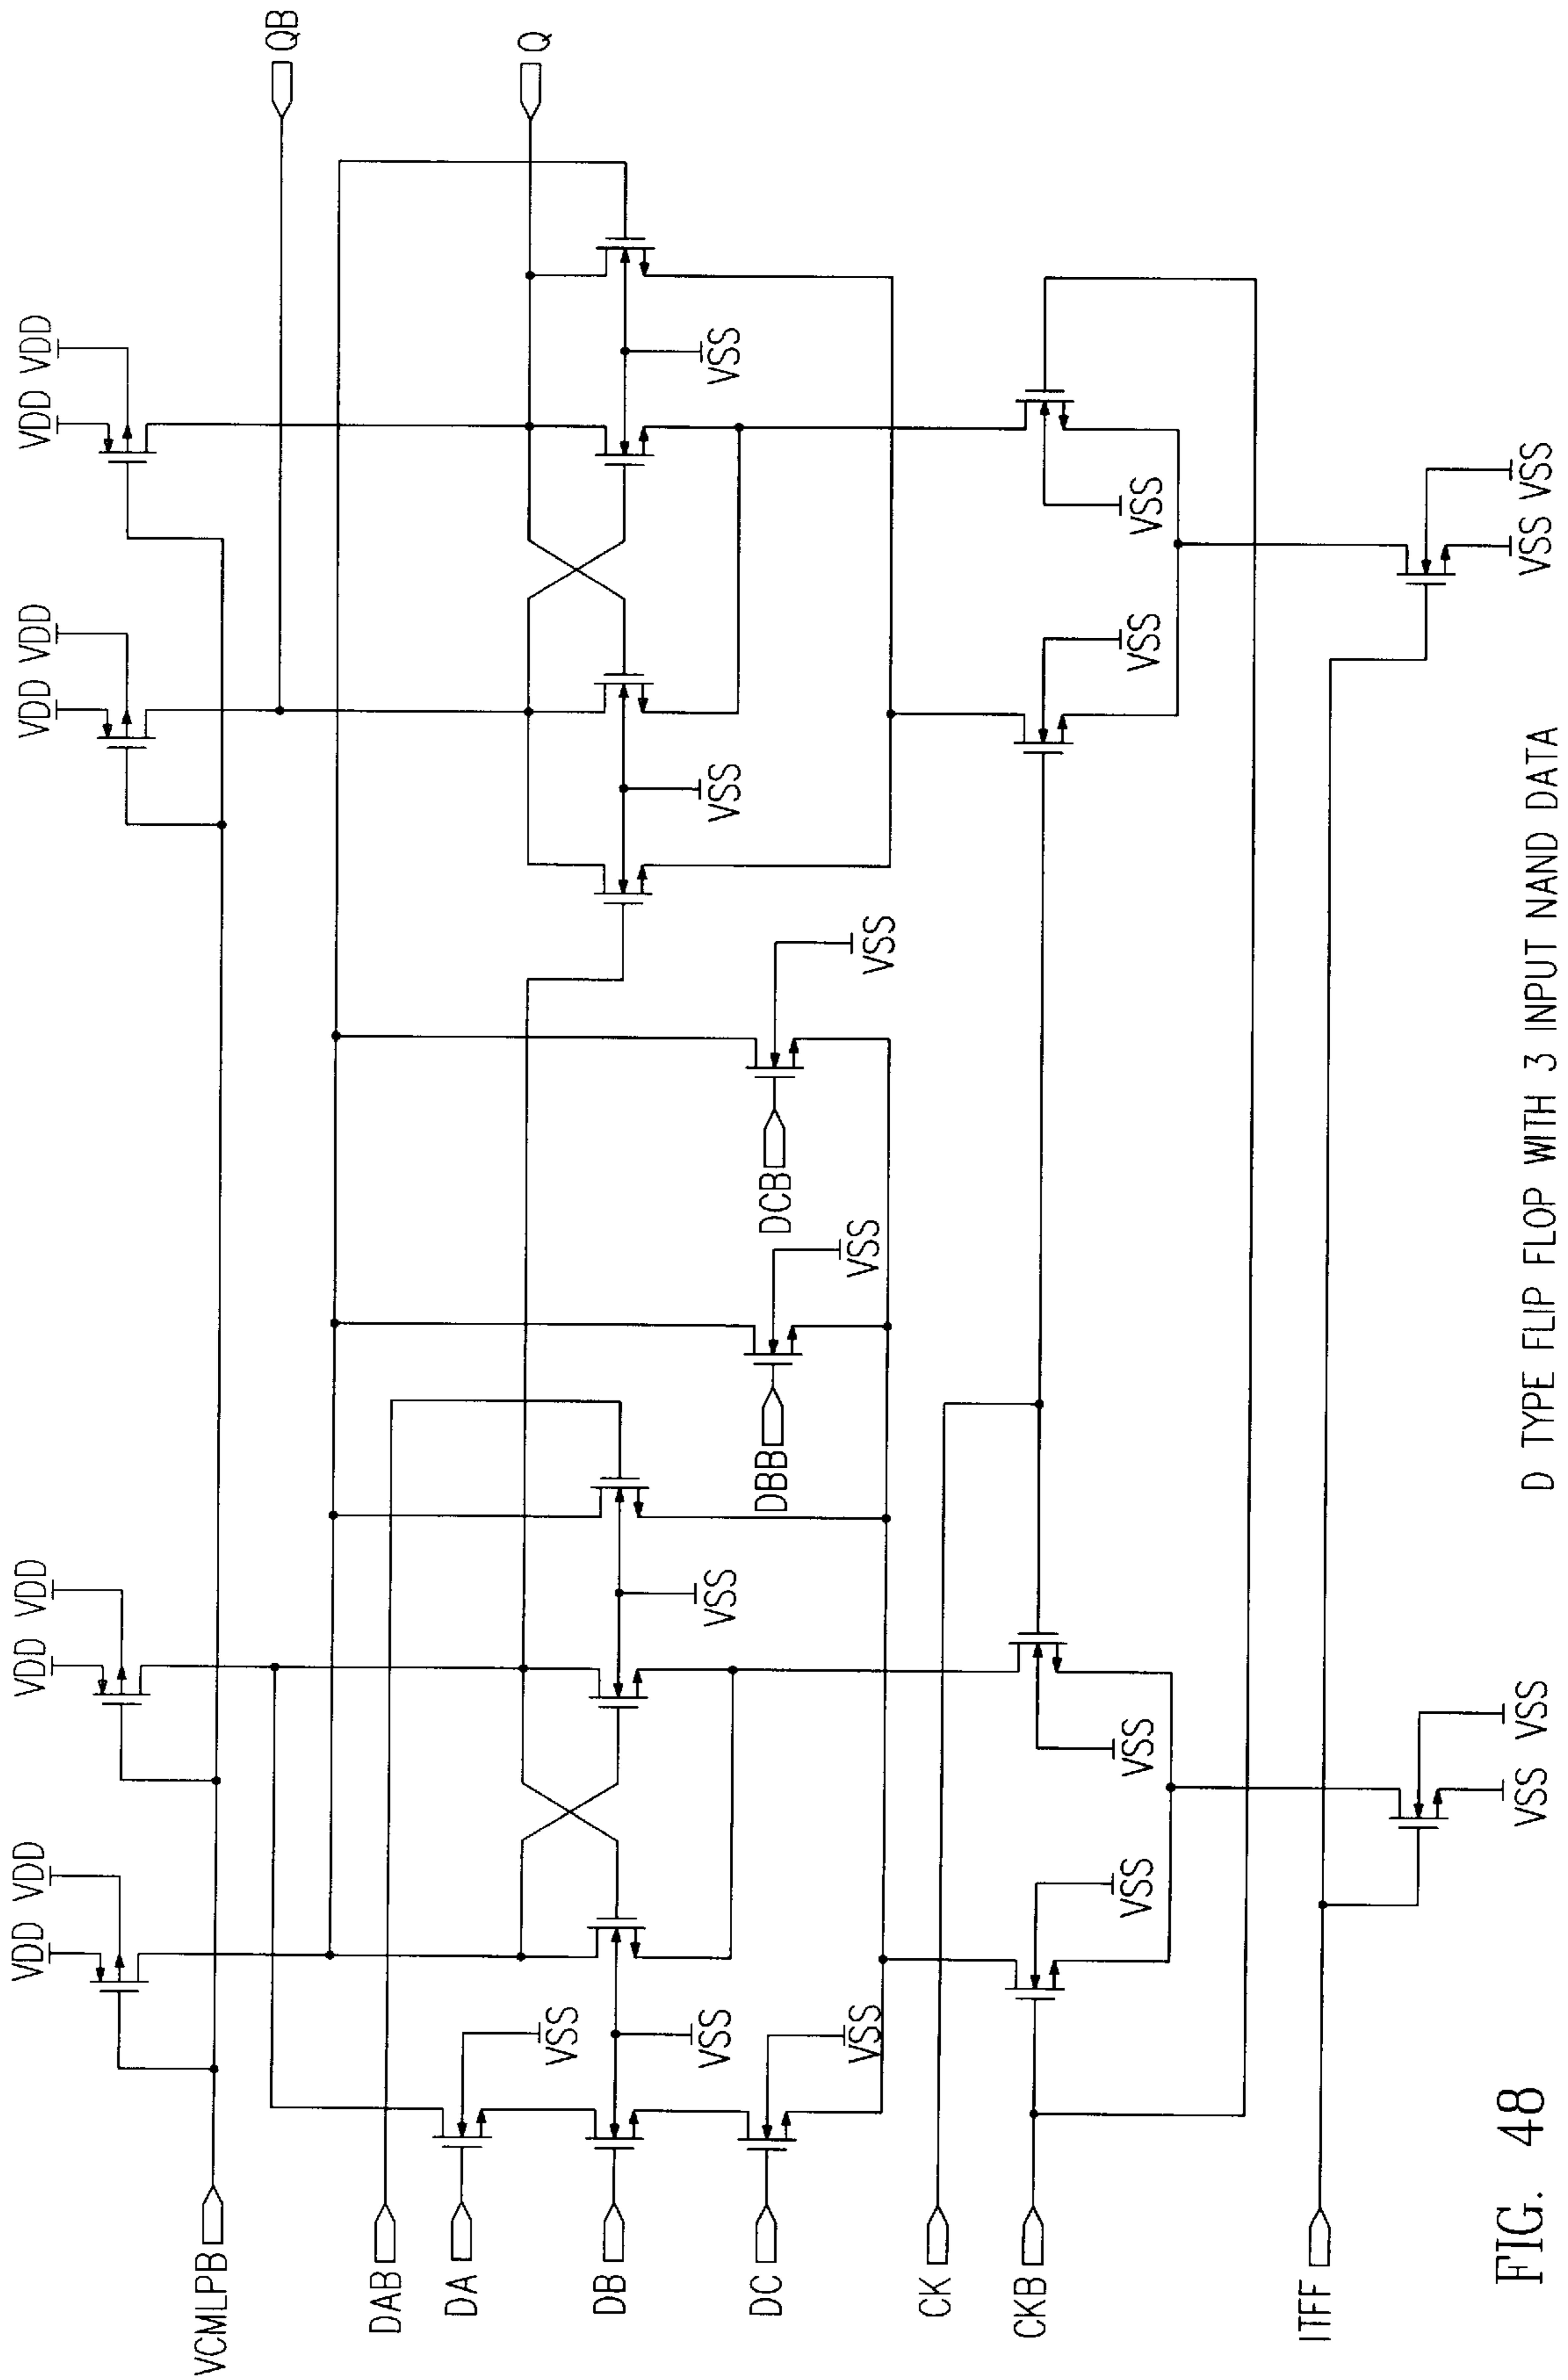 VDD VDD
VDD VDD
VDD VDD
VDD VDD
QB
Q
VCMLPB
DAB
DA
DB
DC
CK
CKB
ITFF
VSS
VSS
VSS
VSS
DBB
VSS
DCB
VSS
VSS
VSS
VSS
VSS
VSS
VSS
VSS VSS
VSS VSS
D TYPE FLIP FLOP WITH 3 INPUT NAND DATA
FIG. 48